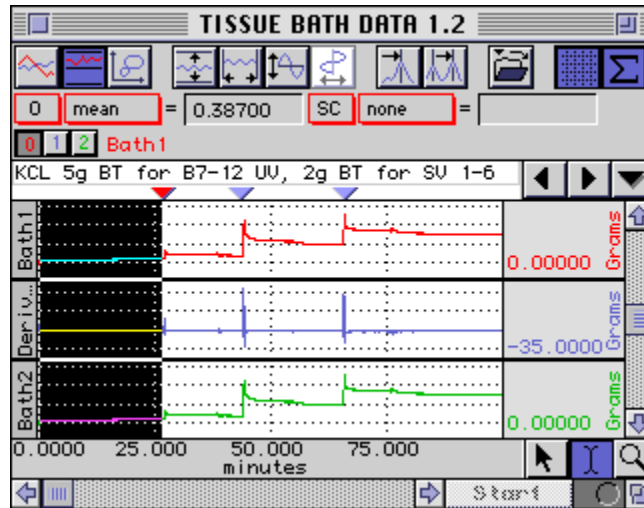 TISSUE BATH DATA 1.2
0 mean = 0.38700 SC none =
0 1 2 Bath1
KCL 5g BT for B7-12 UV, 2g BT for SV 1-6
Bath1
0.00000 Grams
Deriv...
-35.0000 Grams
Bath2
0.00000 Grams
0.0000 25.000 50.000 75.000
minutes
Start